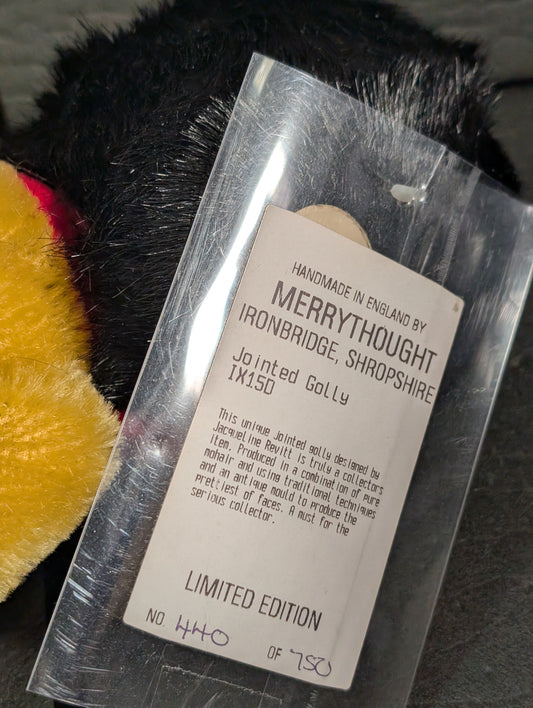 HANDMADE IN ENGLAND BY
MERRYTHOUGHT
IRONBRIDGE, SHROPSHIRE
Jointed Golly
IX15D
This unique Jointed golly designed by
Jacqueline Revitt is truly a collectors
item. Produced in a combination of pure
mohair and using traditional techniques
and an antique mould to produce the
prettiest of faces. A must for the
serious collector.
LIMITED EDITION
NO. 440 OF 750